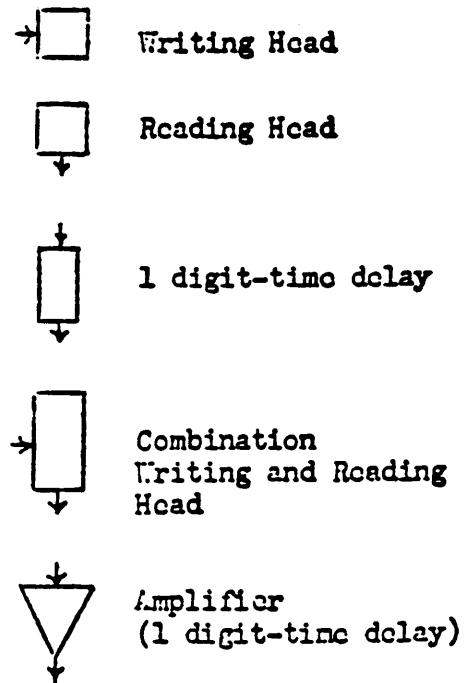 Writing Head
Reading Head
1 digit-time delay
Combination
Writing and Reading
Head
Amplifier
(1 digit-time delay)